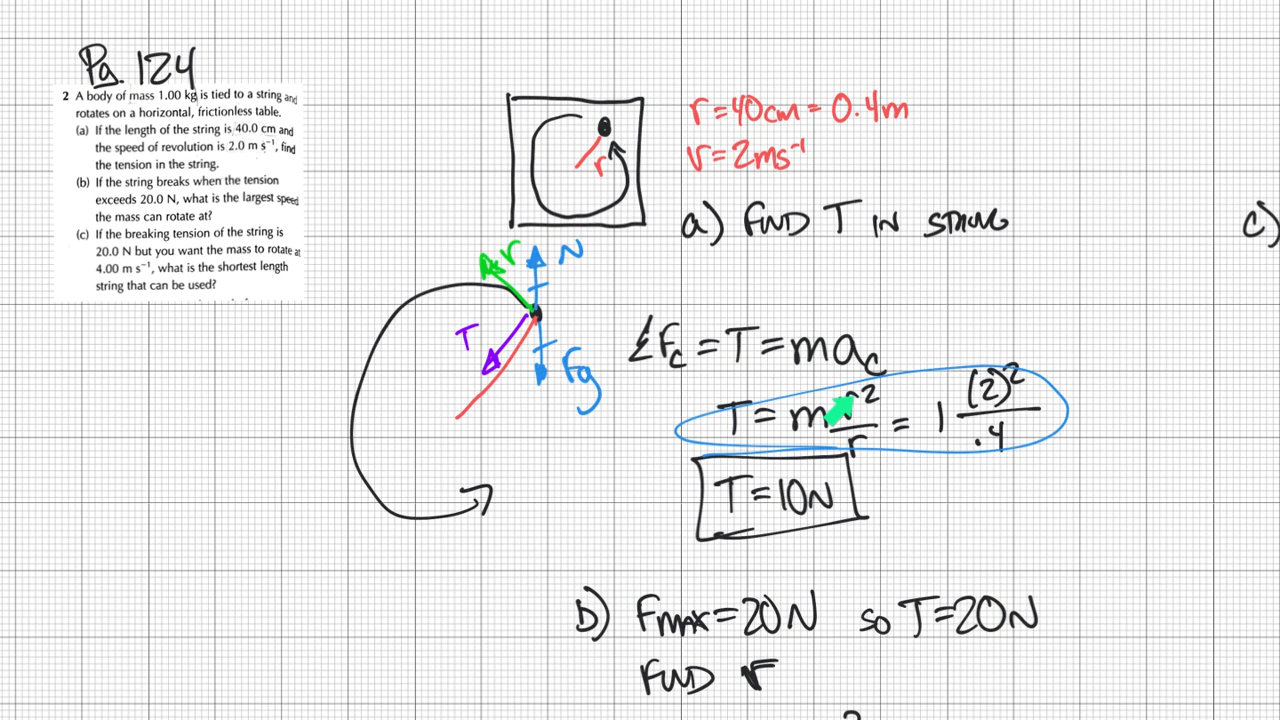 Pg. 124
2 A body of mass 1.00 kg is tied to a string and
rotates on a horizontal, frictionless table.
(a) If the length of the string is 40.0 cm and
the speed of revolution is 2.0 m s⁻¹, find
the tension in the string.
(b) If the string breaks when the tension
exceeds 20.0 N, what is the largest speed
the mass can rotate at?
(c) If the breaking tension of the string is
20.0 N but you want the mass to rotate at
4.00 m s⁻¹, what is the shortest length
string that can be used?
r
r=40cm = 0.4m
v=2ms⁻¹
a) FIND T IN STRING
c)
v
N
T
Fg
ΣFc = T = mac
T = m v²/r = 1 (2)²/.4
T = 10N
b) Fmax=20N so T=20N
FIND v
2